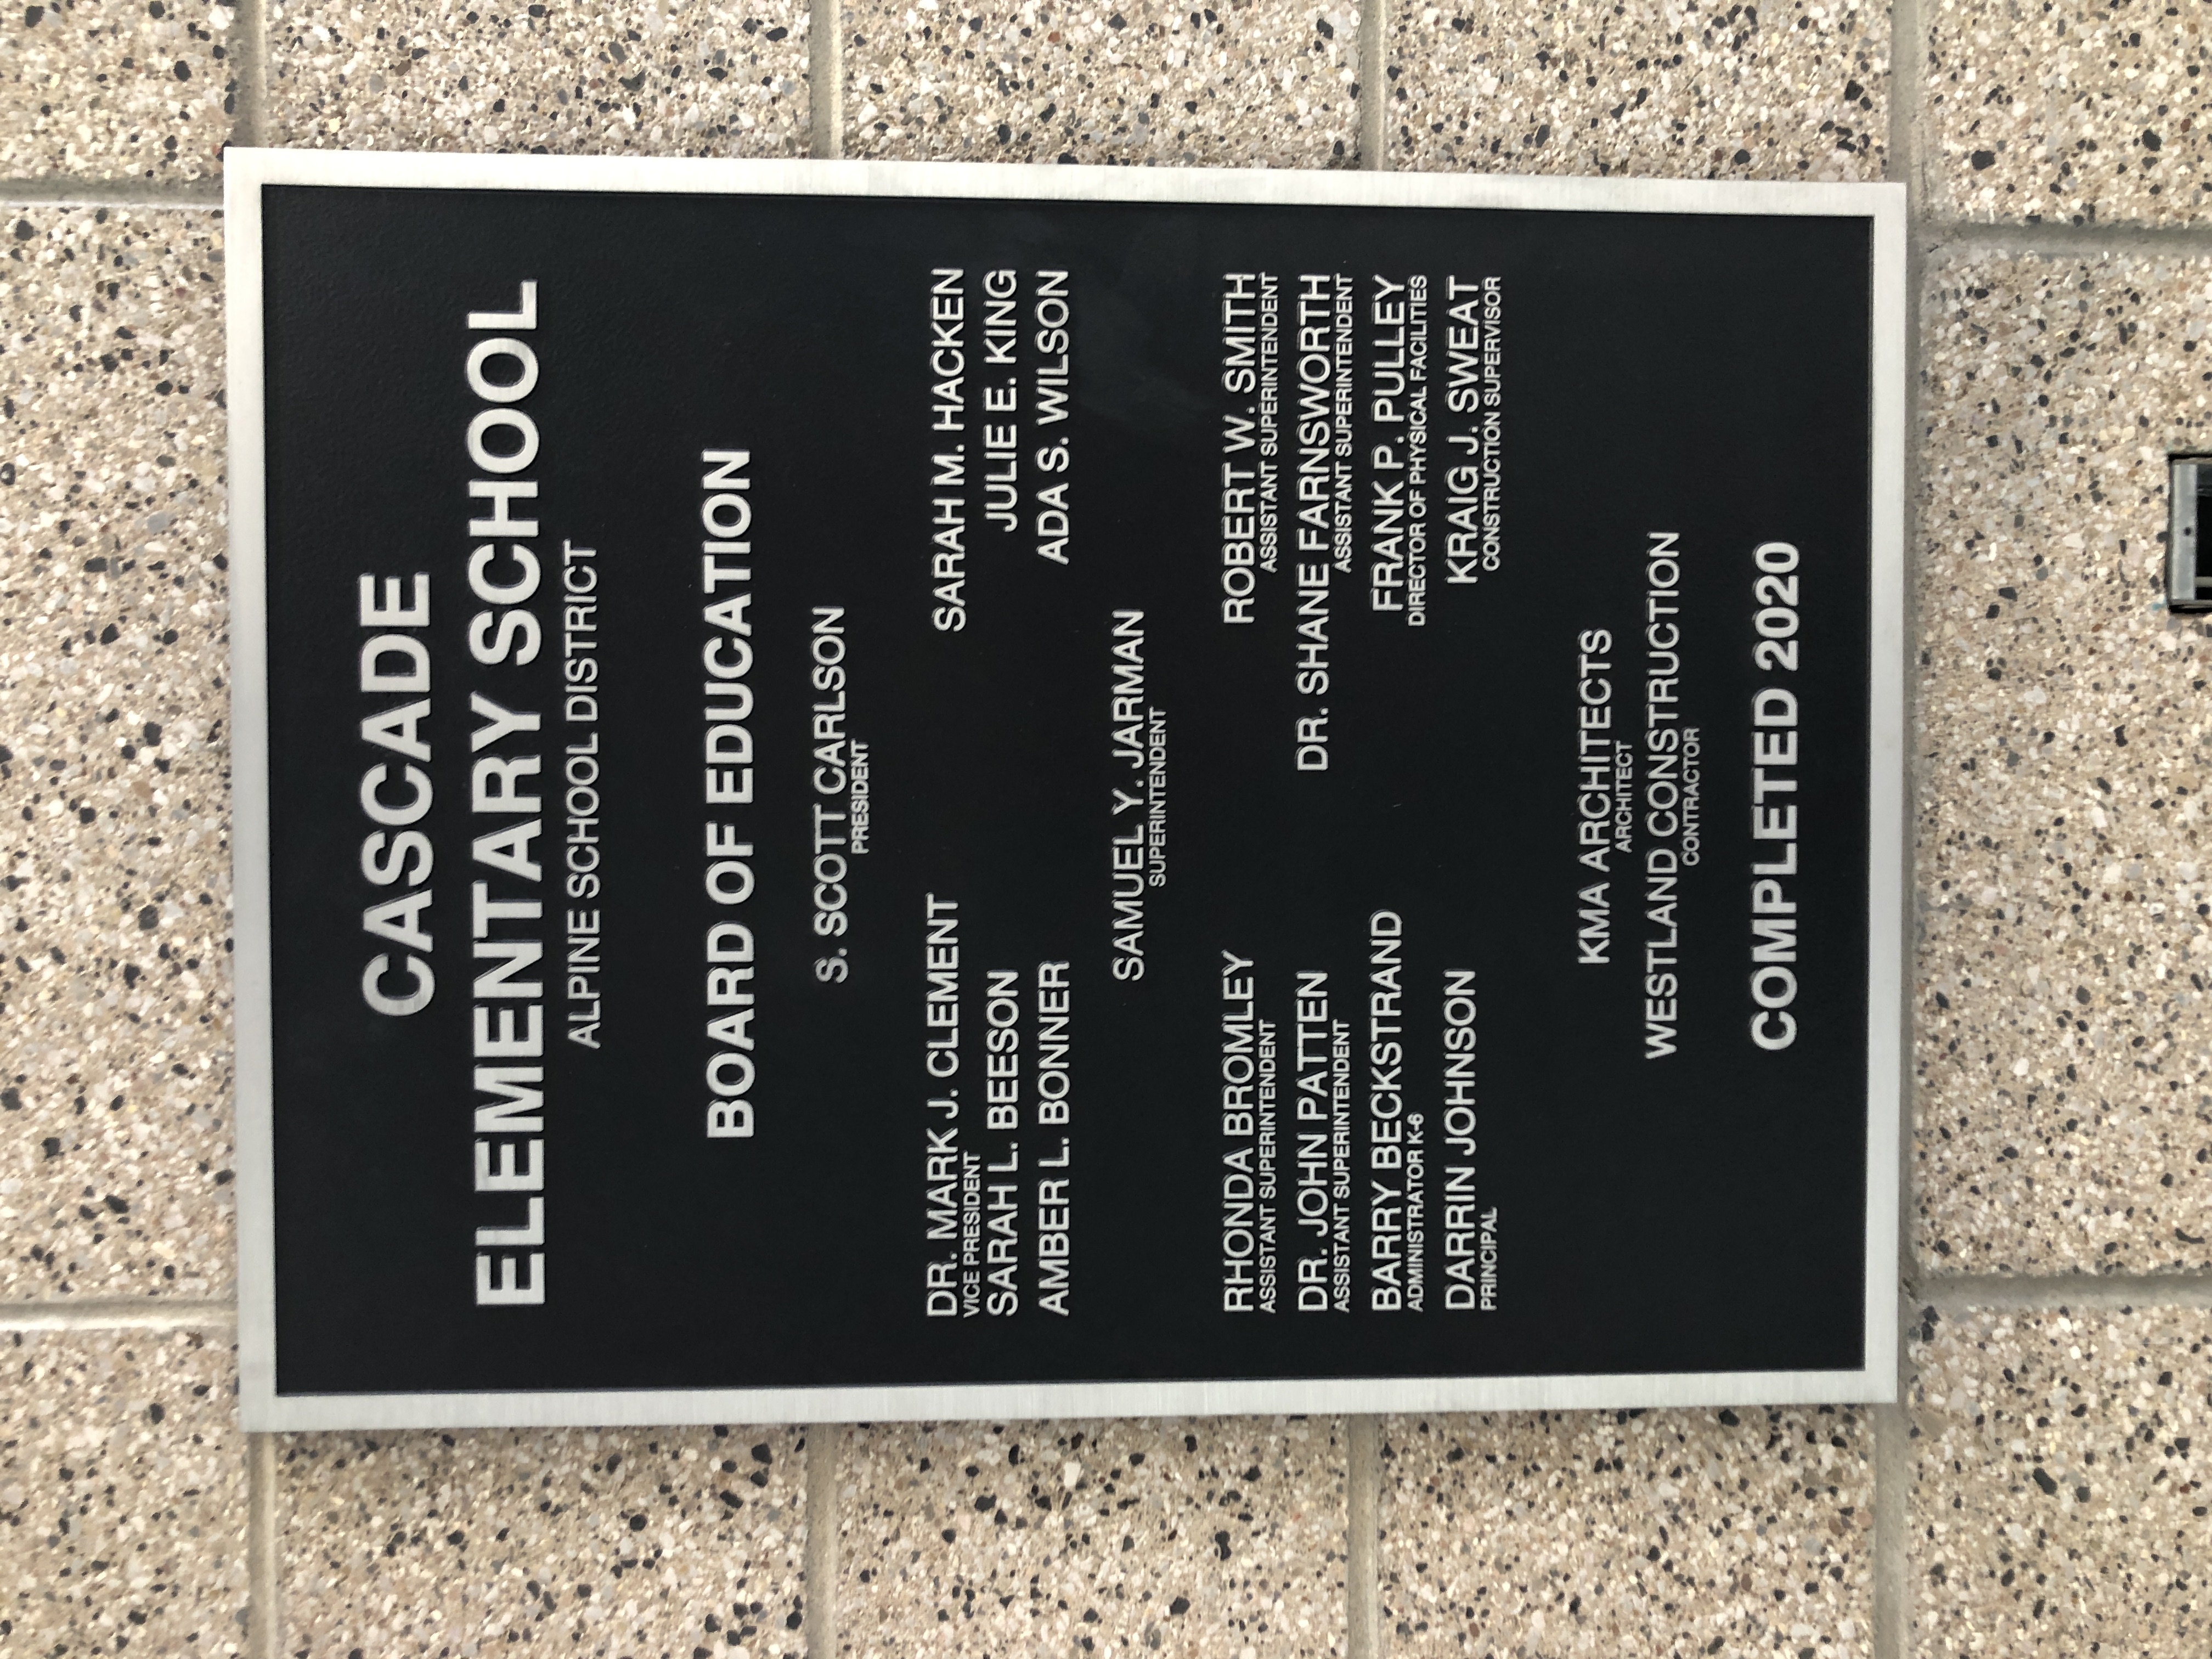 CASCADE
ELEMENTARY SCHOOL
ALPINE SCHOOL DISTRICT
BOARD OF EDUCATION
S. SCOTT CARLSON
PRESIDENT
DR. MARK J. CLEMENT SARAH M. HACKEN
VICE PRESIDENT
SARAH L. BEESON JULIE E. KING
AMBER L. BONNER ADA S. WILSON
SAMUEL Y. JARMAN
SUPERINTENDENT
RHONDA BROMLEY ROBERT W. SMITH
ASSISTANT SUPERINTENDENT ASSISTANT SUPERINTENDENT
DR. JOHN PATTEN DR. SHANE FARNSWORTH
ASSISTANT SUPERINTENDENT ASSISTANT SUPERINTENDENT
BARRY BECKSTRAND FRANK P. PULLEY
ADMINISTRATOR K-6 DIRECTOR OF PHYSICAL FACILITIES
DARRIN JOHNSON KRAIG J. SWEAT
PRINCIPAL CONSTRUCTION SUPERVISOR
KMA ARCHITECTS
ARCHITECT
WESTLAND CONSTRUCTION
CONTRACTOR
COMPLETED 2020